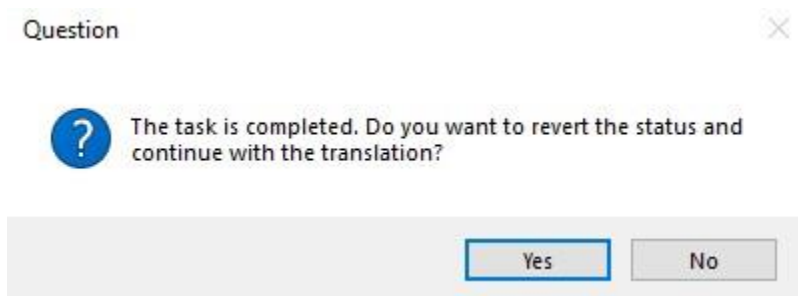 Question
The task is completed. Do you want to revert the status and
continue with the translation?
Yes
No